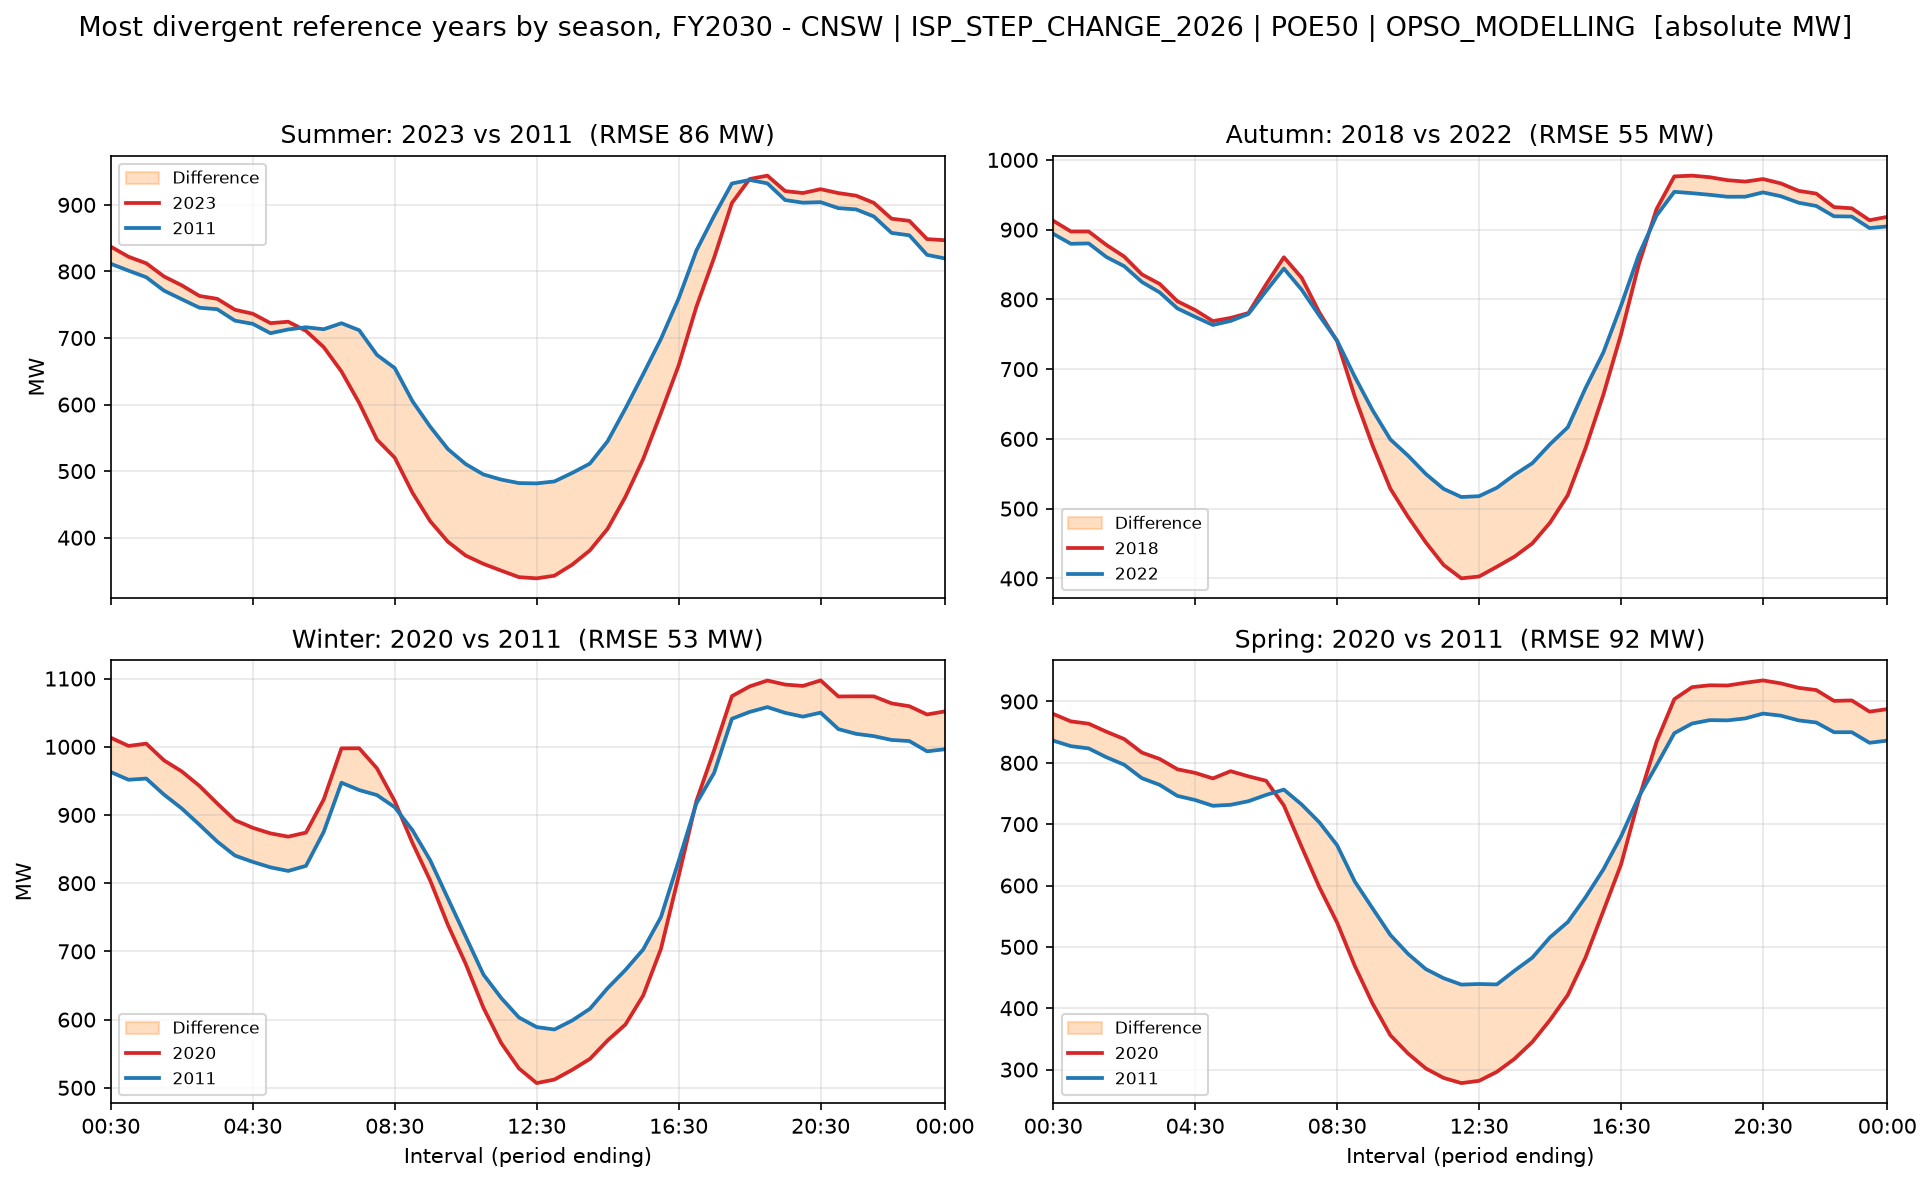 Most divergent reference years by season, FY2030 - CNSW | ISP_STEP_CHANGE_2026 | POE50 | OPSO_MODELLING  [absolute MW]
Summer: 2023 vs 2011  (RMSE 86 MW)
Difference
2023
2011
900
800
700
600
500
400
MW
Autumn: 2018 vs 2022  (RMSE 55 MW)
1000
900
800
700
600
500
400
Difference
2018
2022
Winter: 2020 vs 2011  (RMSE 53 MW)
1100
1000
900
800
700
600
500
MW
Difference
2020
2011
00:30 04:30 08:30 12:30 16:30 20:30 00:00
Interval (period ending)
Spring: 2020 vs 2011  (RMSE 92 MW)
900
800
700
600
500
400
300
Difference
2020
2011
00:30 04:30 08:30 12:30 16:30 20:30 00:00
Interval (period ending)